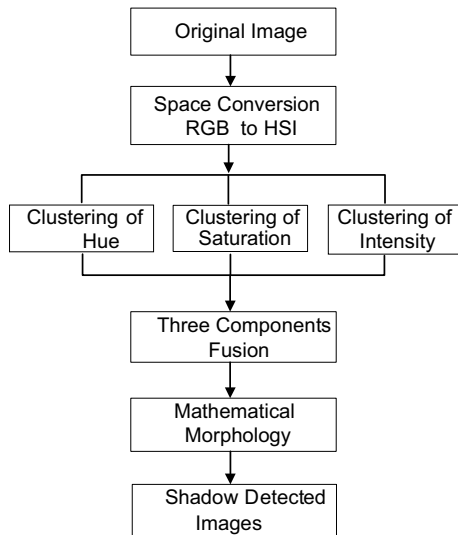 Original Image
Space Conversion
RGB to HSI
Clustering of
Hue
Clustering of
Saturation
Clustering of
Intensity
Three Components
Fusion
Mathematical
Morphology
Shadow Detected
Images